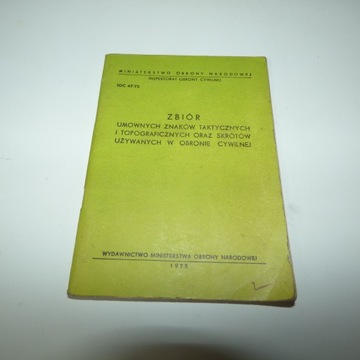 MINISTERSTWO OBRONY NARODOWEJ
INSPEKTORAT OBRONY CYWILNEJ
ZBIÓR
UMOWNYCH ZNAKÓW TAKTYCZNYCH
I TOPOGRAFICZNYCH ORAZ SKRÓTÓW
UŻYWANYCH W OBRONIE CYWILNEJ
WYDAWNICTWO MINISTERSTWA OBRONY NARODOWEJ